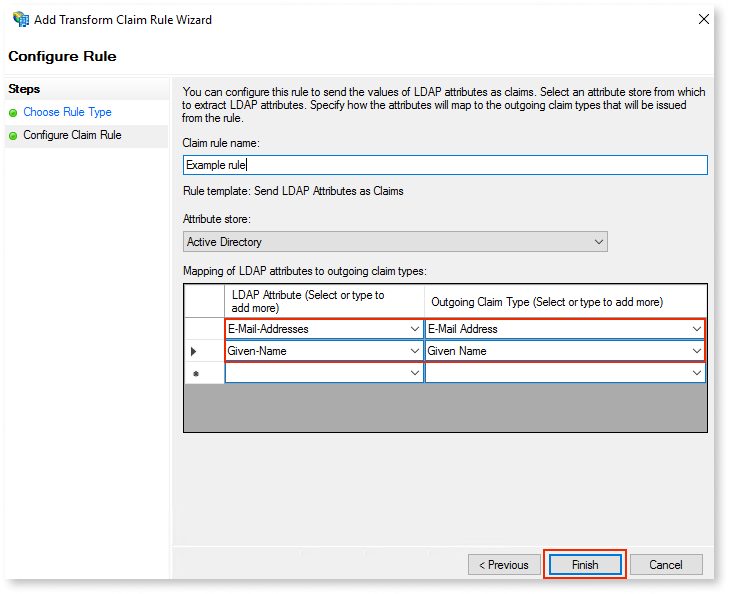 Add Transform Claim Rule Wizard
Configure Rule
Steps
Choose Rule Type
Configure Claim Rule
You can configure this rule to send the values of LDAP attributes as claims. Select an attribute store from which
to extract LDAP attributes. Specify how the attributes will map to the outgoing claim types that will be issued
from the rule.
Claim rule name:
Example rule
Rule template: Send LDAP Attributes as Claims
Attribute store:
Active Directory
Mapping of LDAP attributes to outgoing claim types:
LDAP Attribute (Select or type to
add more)
Outgoing Claim Type (Select or type to add more)
E-Mail-Addresses
E-Mail Address
Given-Name
Given Name
< Previous
Finish
Cancel